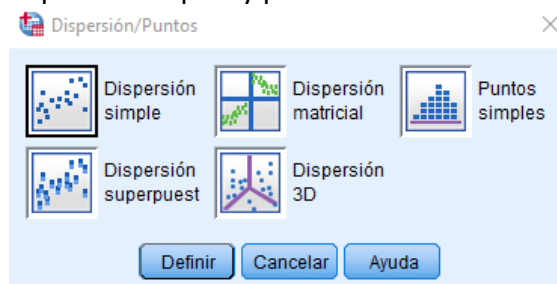 Dispersión/Puntos
Dispersión simple
Dispersión matricial
Puntos simples
Dispersión superpuest
Dispersión 3D
Definir
Cancelar
Ayuda